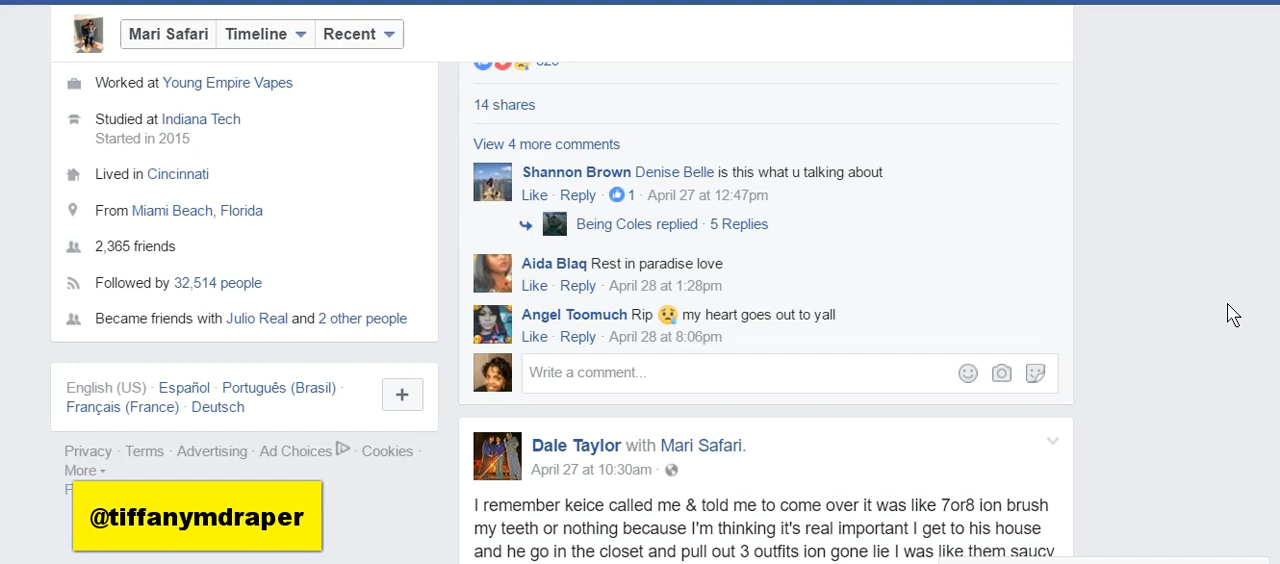 Mari Safari Timeline Recent
Worked at Young Empire Vapes
Studied at Indiana Tech
Started in 2015
Lived in Cincinnati
From Miami Beach, Florida
2,365 friends
Followed by 32,514 people
Became friends with Julio Real and 2 other people
English (US) · Español · Português (Brasil) ·
Français (France) · Deutsch
+
Privacy · Terms · Advertising · Ad Choices · Cookies ·
More
@tiffanymdraper
14 shares
View 4 more comments
Shannon Brown Denise Belle is this what u talking about
Like · Reply · 1 · April 27 at 12:47pm
Being Coles replied · 5 Replies
Aida Blaq Rest in paradise love
Like · Reply · April 28 at 1:28pm
Angel Toomuch Rip 😢 my heart goes out to yall
Like · Reply · April 28 at 8:06pm
Write a comment...
Dale Taylor with Mari Safari.
April 27 at 10:30am ·
I remember keice called me & told me to come over it was like 7or8 ion brush
my teeth or nothing because I'm thinking it's real important I get to his house
and he go in the closet and pull out 3 outfits ion gone lie I was like them saucy